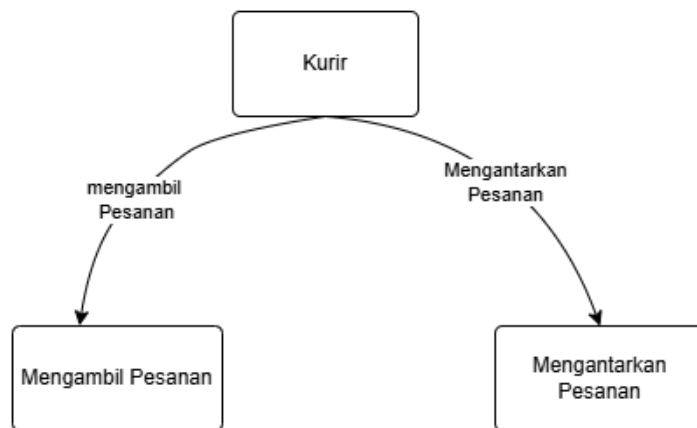 Kurir
mengambil
Pesanan
Mengantarkan
Pesanan
Mengambil Pesanan
Mengantarkan
Pesanan